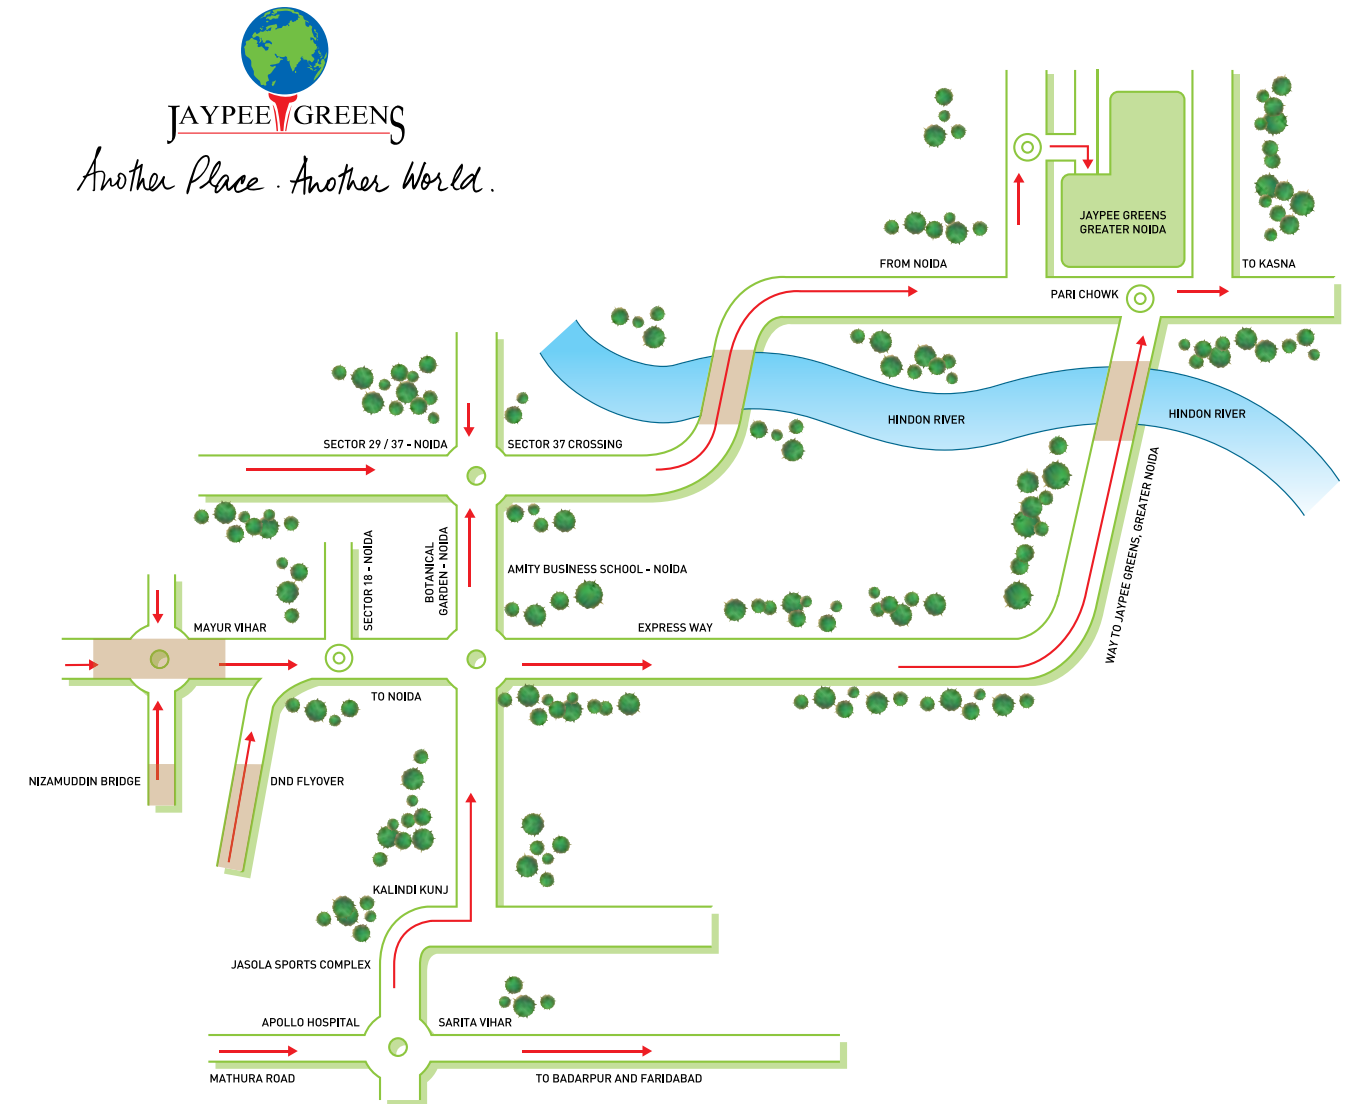 JAYPEE GREENS
Another Place. Another World.
JAYPEE GREENS
GREATER NOIDA
FROM NOIDA
TO KASNA
PARI CHOWK
HINDON RIVER
HINDON RIVER
SECTOR 29 / 37 - NOIDA
SECTOR 37 CROSSING
WAY TO JAYPEE GREENS, GREATER NOIDA
SECTOR 18 - NOIDA
BOTANICAL
GARDEN - NOIDA
AMITY BUSINESS SCHOOL - NOIDA
MAYUR VIHAR
EXPRESS WAY
TO NOIDA
NIZAMUDDIN BRIDGE
DND FLYOVER
KALINDI KUNJ
JASOLA SPORTS COMPLEX
APOLLO HOSPITAL
SARITA VIHAR
MATHURA ROAD
TO BADARPUR AND FARIDABAD